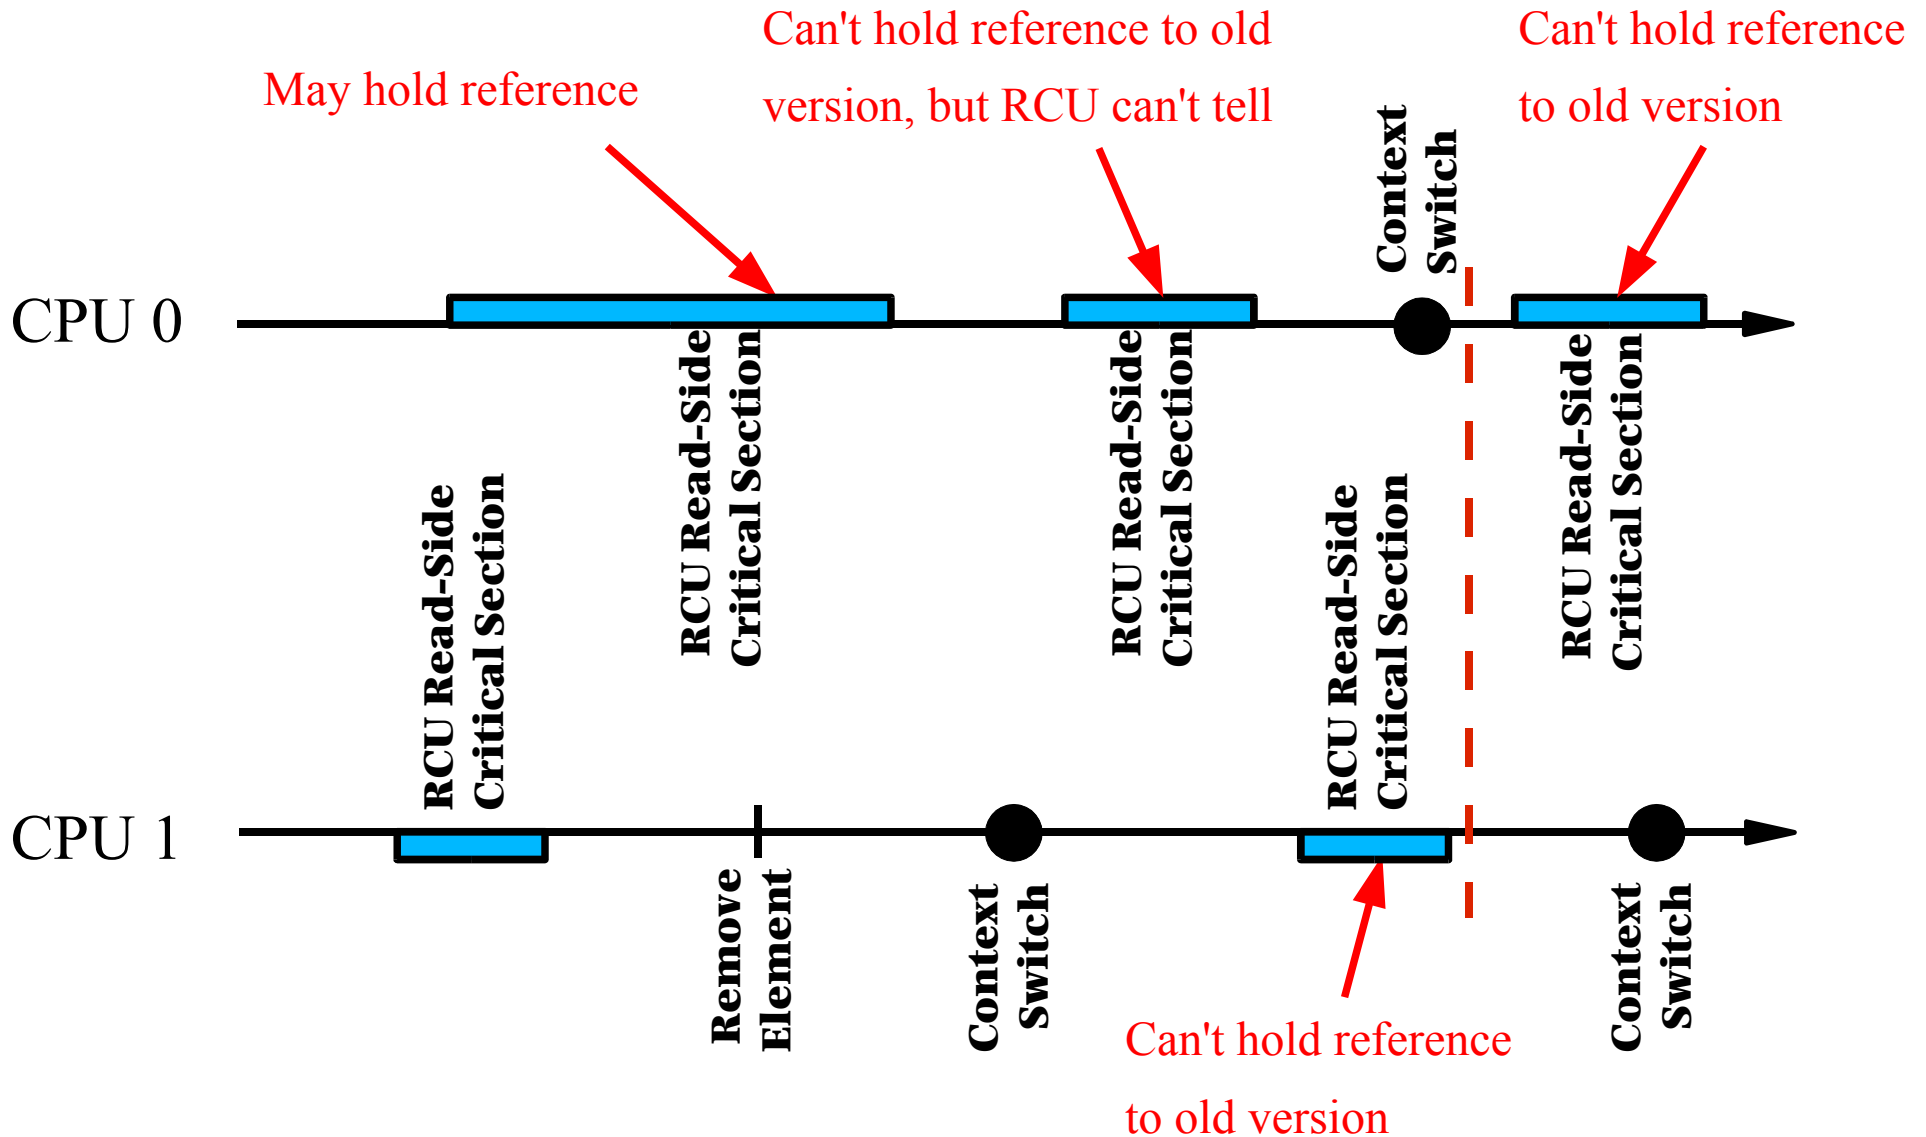 May hold reference
Can't hold reference to old
version, but RCU can't tell
Can't hold reference
to old version
Context
Switch
CPU 0
RCU Read-Side
Critical Section
RCU Read-Side
Critical Section
RCU Read-Side
Critical Section
RCU Read-Side
Critical Section
RCU Read-Side
Critical Section
CPU 1
Remove
Element
Context
Switch
Context
Switch
Can't hold reference
to old version